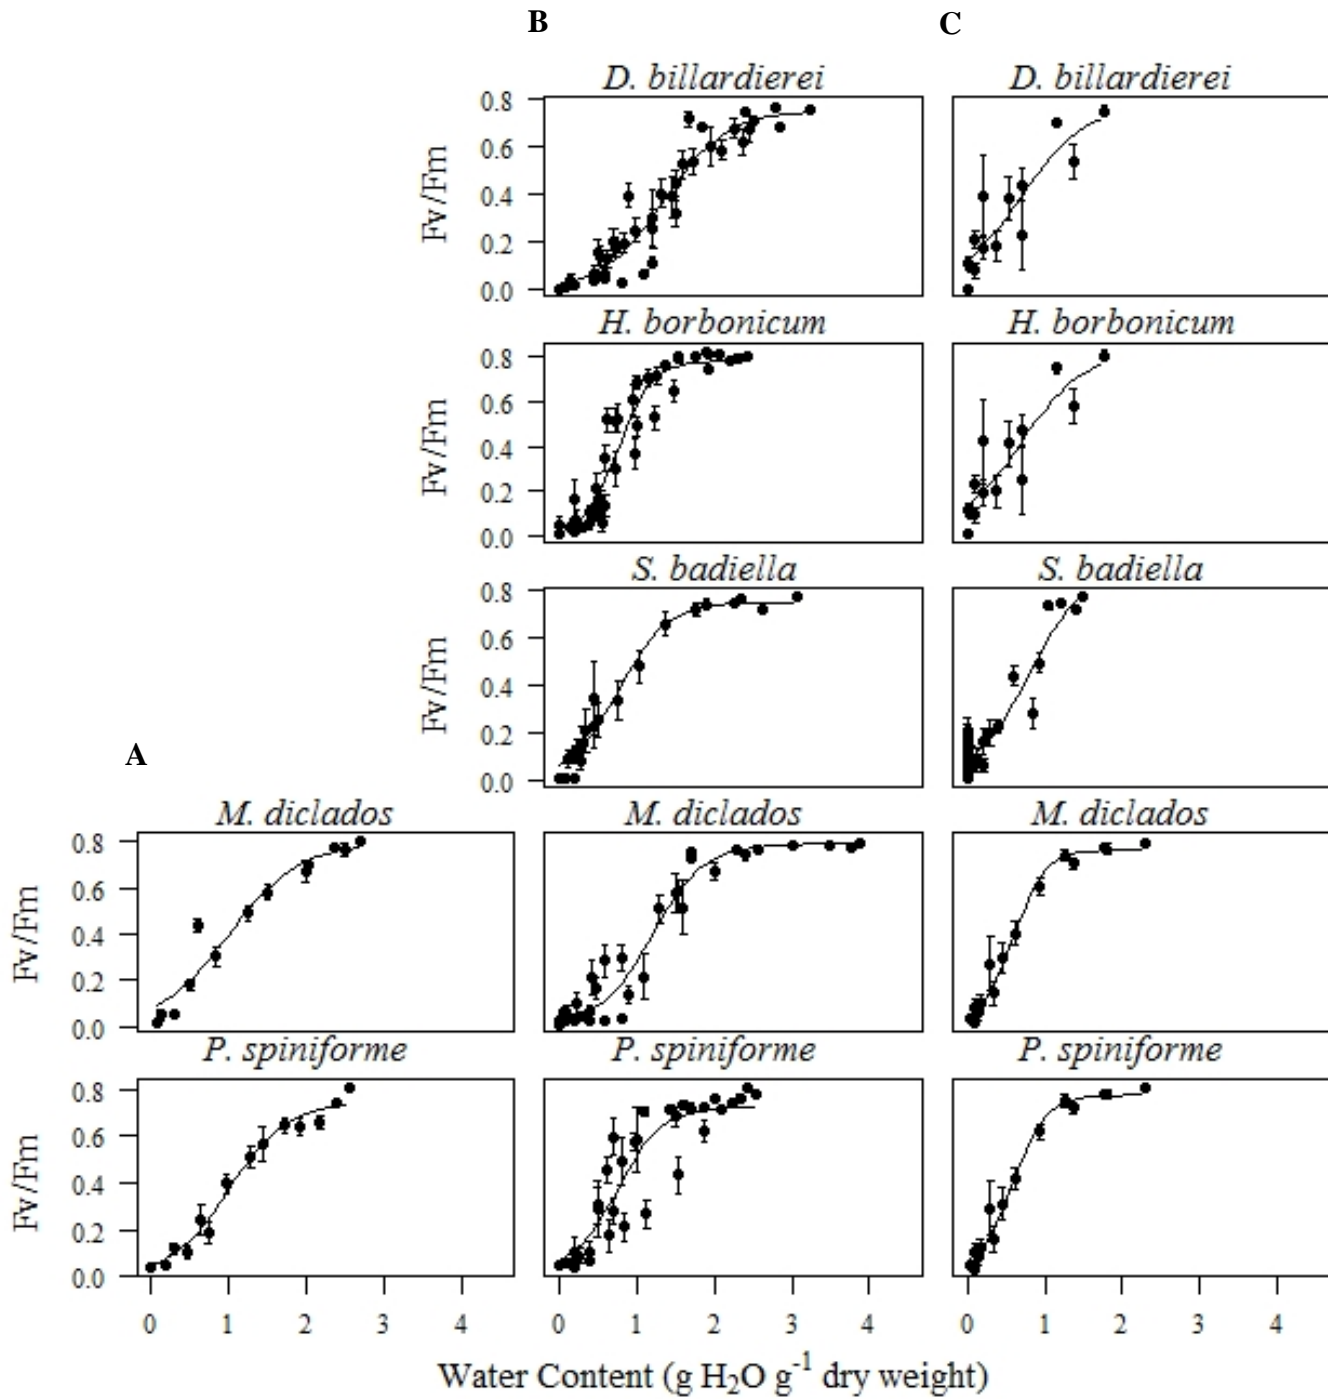 B C
D. billardierei D. billardierei
Fv/Fm
0.8
0.6
0.4
0.2
0.0
H. borbonicum H. borbonicum
Fv/Fm
0.8
0.6
0.4
0.2
0.0
S. badiella S. badiella
Fv/Fm
0.8
0.6
0.4
0.2
0.0
A
M. diclados M. diclados M. diclados
Fv/Fm
0.8
0.6
0.4
0.2
0.0
P. spiniforme P. spiniforme P. spiniforme
Fv/Fm
0.8
0.6
0.4
0.2
0.0
0 1 2 3 4 0 1 2 3 4 0 1 2 3 4
Water Content (g H₂O g⁻¹ dry weight)